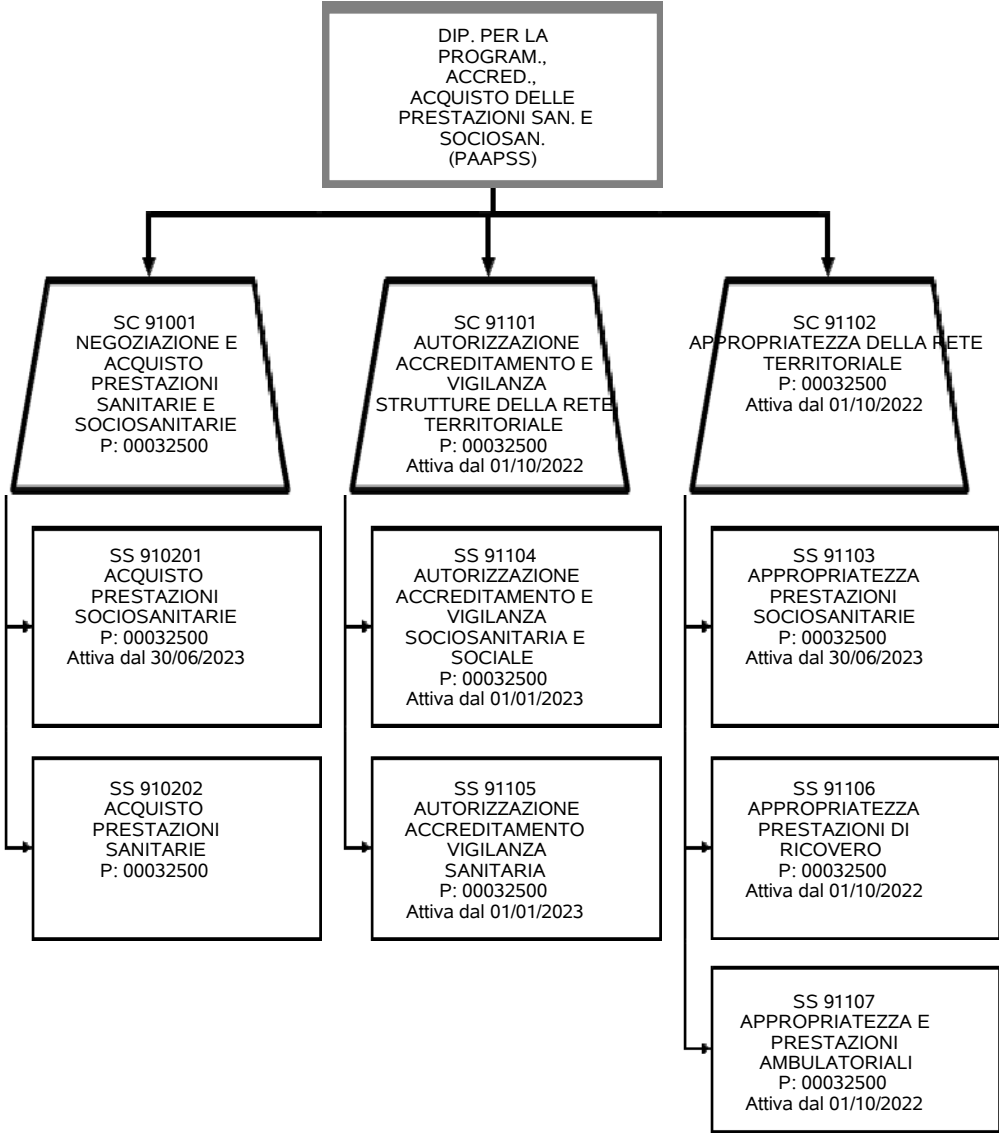 DIP. PER LA
PROGRAM.,
ACCRED.,
ACQUISTO DELLE
PRESTAZIONI SAN. E
SOCIOSAN.
(PAAPSS)
SC 91001
NEGOZIAZIONE E
ACQUISTO
PRESTAZIONI
SANITARIE E
SOCIOSANITARIE
P: 00032500
SC 91101
AUTORIZZAZIONE
ACCREDITAMENTO E
VIGILANZA
STRUTTURE DELLA RETE
TERRITORIALE
P: 00032500
Attiva dal 01/10/2022
SC 91102
APPROPRIATEZZA DELLA RETE
TERRITORIALE
P: 00032500
Attiva dal 01/10/2022
SS 910201
ACQUISTO
PRESTAZIONI
SOCIOSANITARIE
P: 00032500
Attiva dal 30/06/2023
SS 91104
AUTORIZZAZIONE
ACCREDITAMENTO E
VIGILANZA
SOCIOSANITARIA E
SOCIALE
P: 00032500
Attiva dal 01/01/2023
SS 91103
APPROPRIATEZZA
PRESTAZIONI
SOCIOSANITARIE
P: 00032500
Attiva dal 30/06/2023
SS 910202
ACQUISTO
PRESTAZIONI
SANITARIE
P: 00032500
SS 91105
AUTORIZZAZIONE
ACCREDITAMENTO
VIGILANZA
SANITARIA
P: 00032500
Attiva dal 01/01/2023
SS 91106
APPROPRIATEZZA
PRESTAZIONI DI
RICOVERO
P: 00032500
Attiva dal 01/10/2022
SS 91107
APPROPRIATEZZA E
PRESTAZIONI
AMBULATORIALI
P: 00032500
Attiva dal 01/10/2022